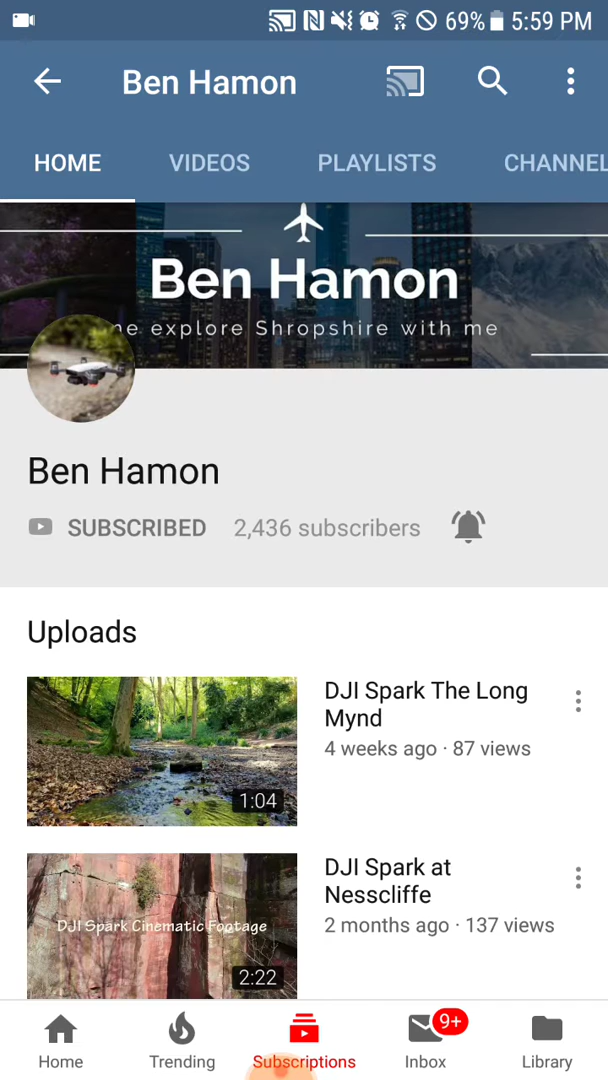 69% 5:59 PM
Ben Hamon
HOME VIDEOS PLAYLISTS CHANNEL
Ben Hamon
me explore Shropshire with me
Ben Hamon
SUBSCRIBED 2,436 subscribers
Uploads
DJI Spark The Long
Mynd
4 weeks ago · 87 views
1:04
DJI Spark at
Nesscliffe
2 months ago · 137 views
DJI Spark Cinematic Footage
2:22
9+
Home Trending Subscriptions Inbox Library